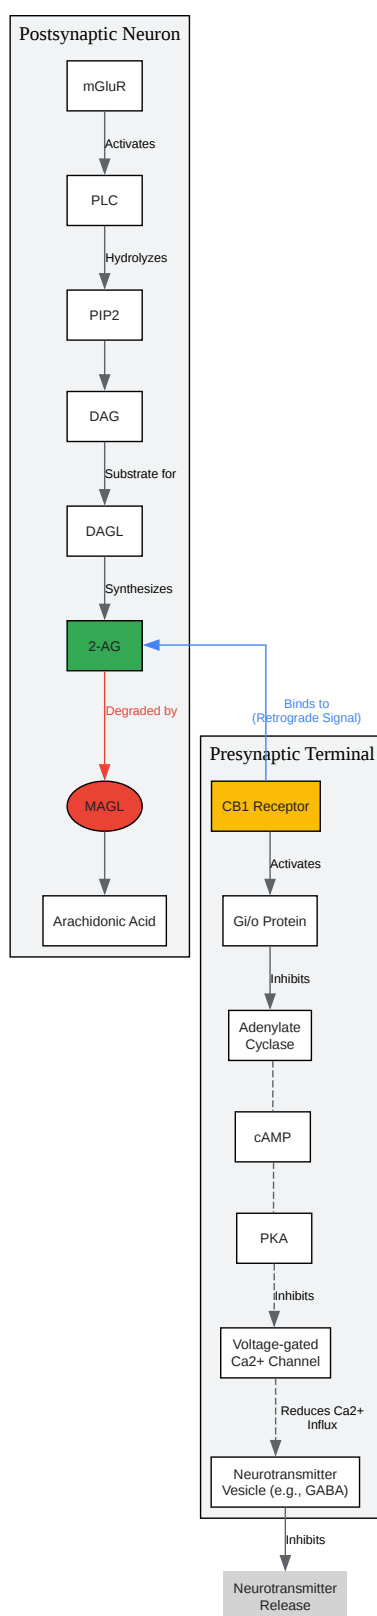 Postsynaptic Neuron
mGluR
Activates
PLC
Hydrolyzes
PIP2
DAG
Substrate for
DAGL
Synthesizes
2-AG
Degraded by
MAGL
Arachidonic Acid
Binds to
(Retrograde Signal)
Presynaptic Terminal
CB1 Receptor
Activates
Gi/o Protein
Inhibits
Adenylate
Cyclase
cAMP
PKA
Inhibits
Voltage-gated
Ca2+ Channel
Reduces Ca2+
Influx
Neurotransmitter
Vesicle (e.g., GABA)
Inhibits
Neurotransmitter
Release